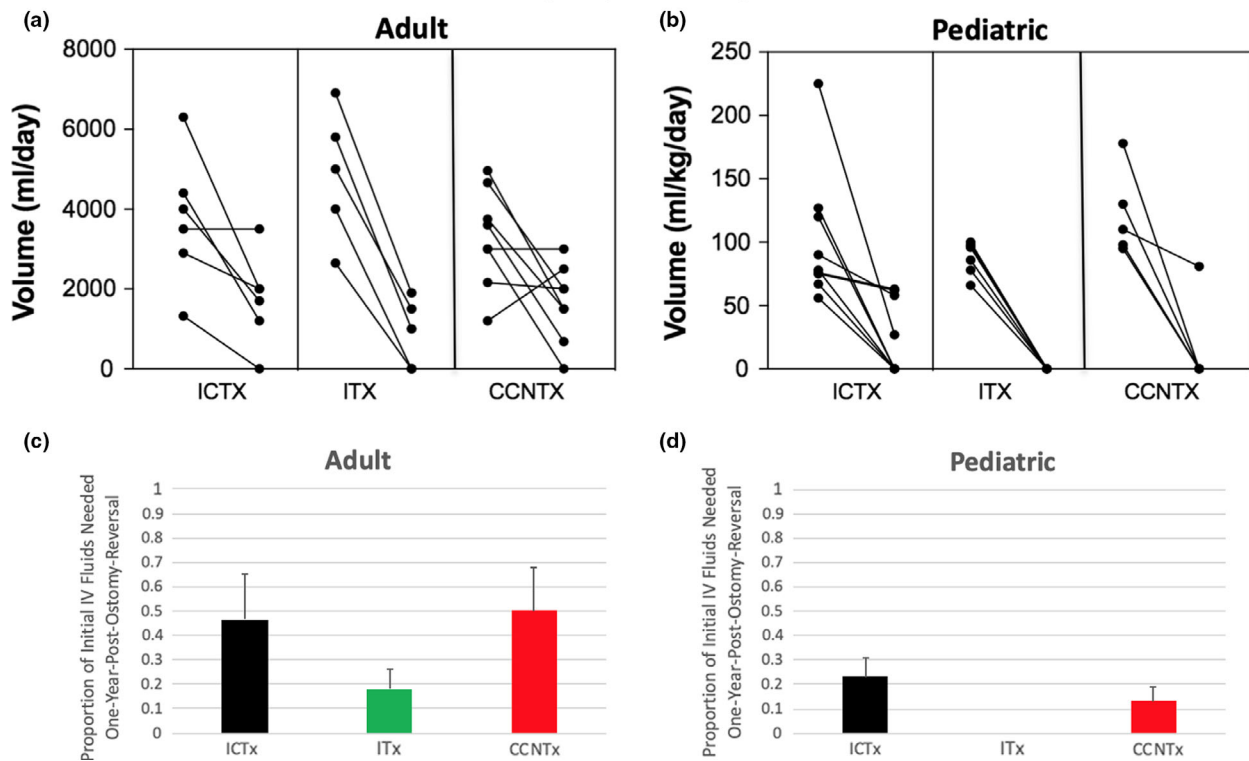 (a)
Adult
Volume (ml/day)
8000
6000
4000
2000
0
ICTX
ITX
CCNTX
(b)
Pediatric
Volume (ml/kg/day)
250
200
150
100
50
0
ICTX
ITX
CCNTX
(c)
Adult
Proportion of Initial IV Fluids Needed
One-Year-Post-Ostomy-Reversal
1
0.9
0.8
0.7
0.6
0.5
0.4
0.3
0.2
0.1
0
ICTx
ITx
CCNTx
(d)
Pediatric
Proportion of Initial IV Fluids Needed
One-Year-Post-Ostomy-Reversal
1
0.9
0.8
0.7
0.6
0.5
0.4
0.3
0.2
0.1
0
ICTx
ITx
CCNTx